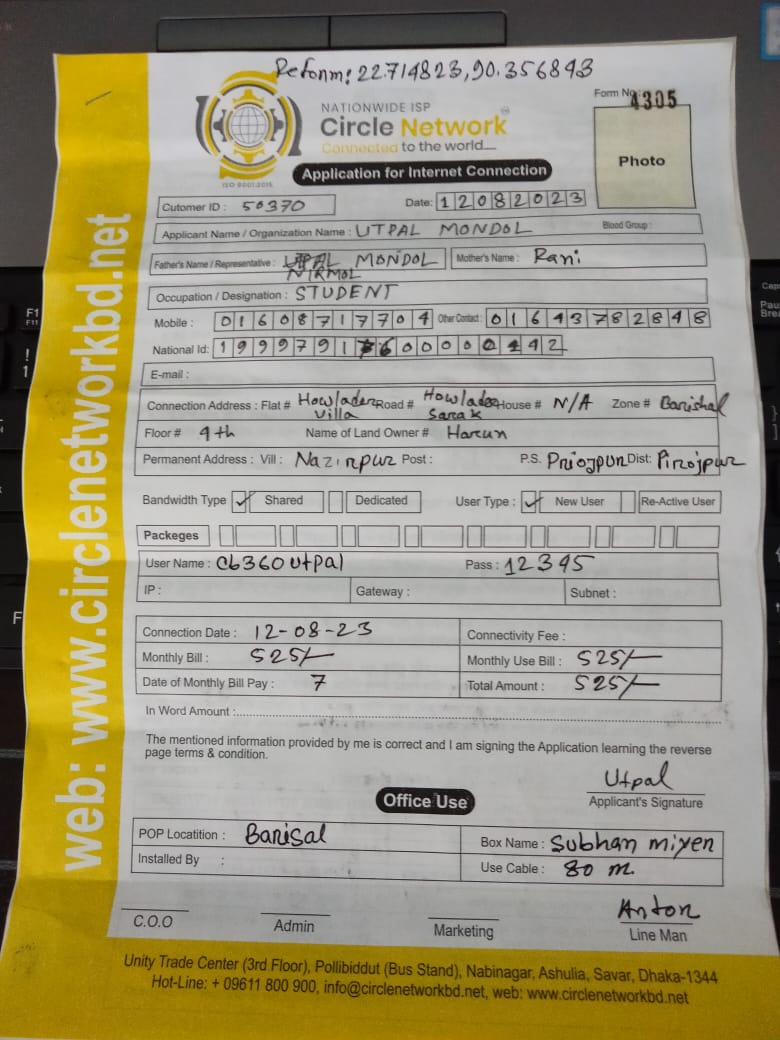 Reform: 22.714823,90.356843
Form No: 4305
NATIONWIDE ISP
Circle Network
Connected to the world....
ISO 9001:2015
Application for Internet Connection
Photo
Cutomer ID : 50370
Date: 12082023
Applicant Name / Organization Name : UTPAL MONDOL
Blood Group :
Father's Name / Representative : MONDOL
NIRMOL
Mother's Name : Rani
Occupation / Designation : STUDENT
Mobile : 01608717704 Other Contact : 01643782848
National Id:
E-mail :
Connection Address : Flat # Howlader Villa Road # Howlader Sarak House # N/A Zone # Barishal
Floor # 4th Name of Land Owner # Harun
Permanent Address : Vill : Nazirpur Post : P.S. Priojpur Dist: Pirojpur
Bandwidth Type ✓ Shared Dedicated User Type : ✓ New User Re-Active User
Packeges
User Name : cb360utpal Pass : 12345
IP : Gateway : Subnet :
Connection Date : 12-08-23 Connectivity Fee :
Monthly Bill : 525/- Monthly Use Bill : 525/-
Date of Monthly Bill Pay : 7 Total Amount : 525/-
In Word Amount :
The mentioned information provided by me is correct and I am signing the Application learning the reverse
page terms & condition.
Utpal
Applicant's Signature
Office Use
POP Locatition : Barisal
Box Name : Subhan miyen
Installed By :
Use Cable : 80 m.
Anton
C.O.O Admin Marketing Line Man
Unity Trade Center (3rd Floor), Pollibiddut (Bus Stand), Nabinagar, Ashulia, Savar, Dhaka-1344
Hot-Line: + 09611 800 900, info@circlenetworkbd.net, web: www.circlenetworkbd.net
web: www.circlenetworkbd.net
F1
F11
!
1